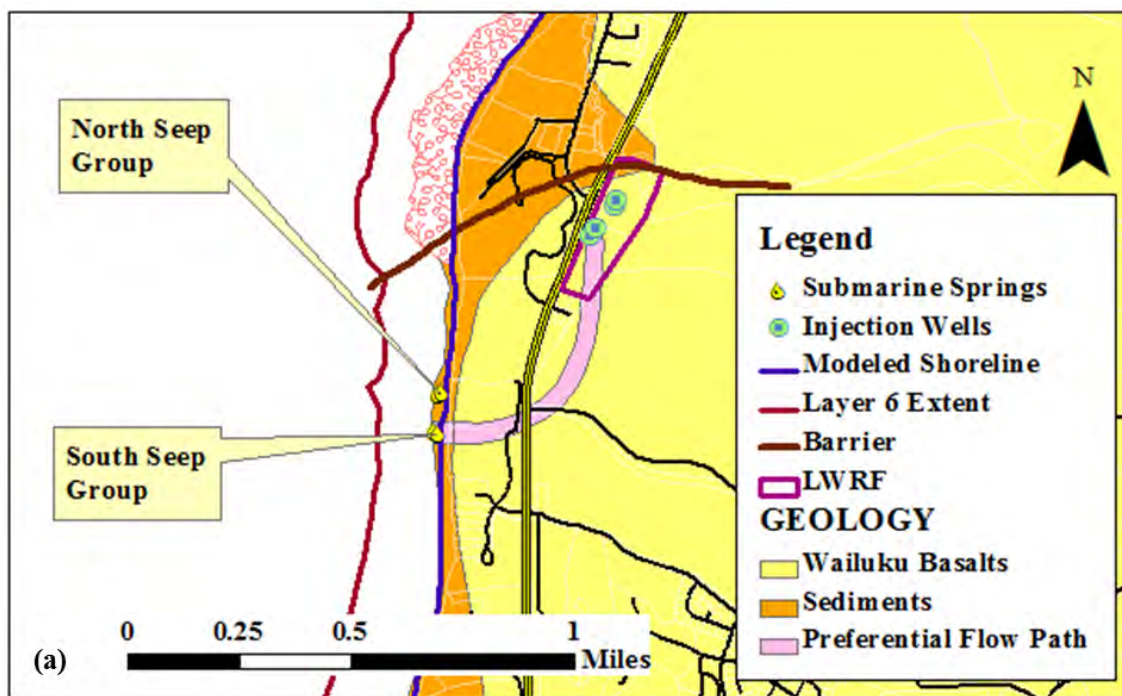 North Seep
Group
South Seep
Group
N
Legend
Submarine Springs
Injection Wells
Modeled Shoreline
Layer 6 Extent
Barrier
LWRF
GEOLOGY
Wailuku Basalts
Sediments
Preferential Flow Path
0 0.25 0.5 1
Miles
(a)